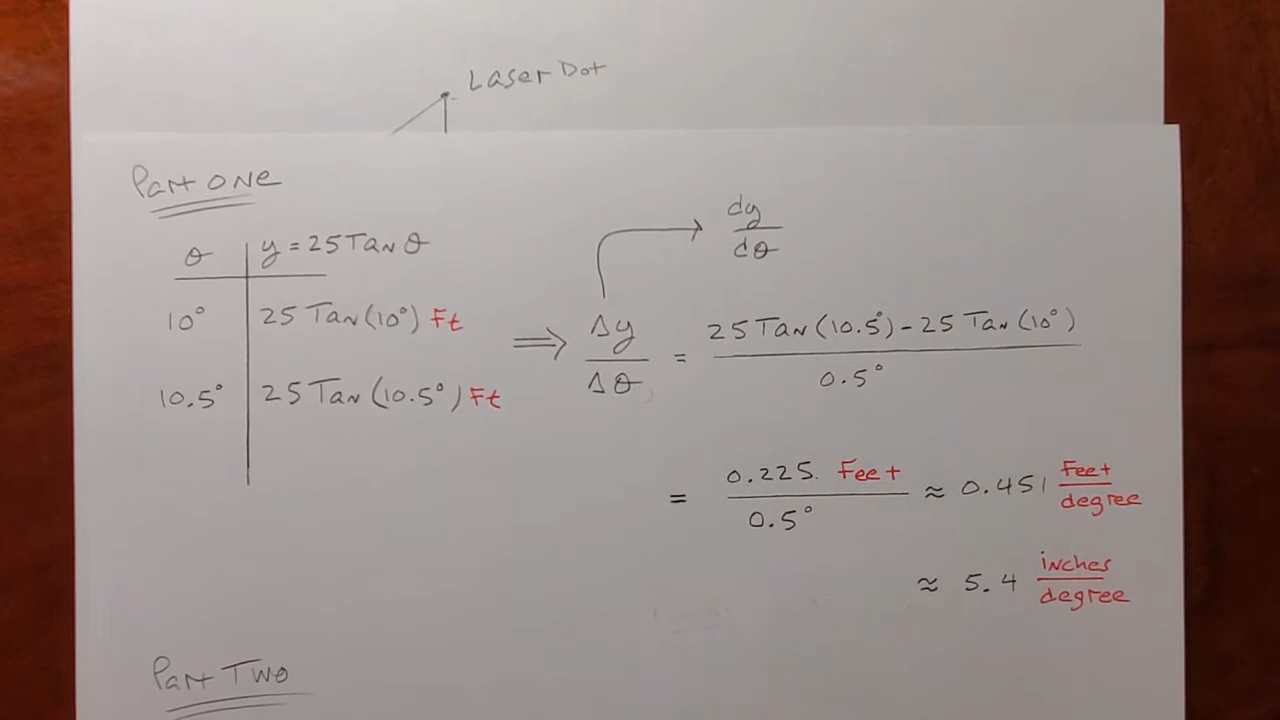 Laser Dot
Part One
θ y = 25 Tan θ
10° 25 Tan(10°) Ft
10.5° 25 Tan(10.5°) Ft
dy
dθ
⇒ Δy/Δθ = (25 Tan(10.5°) - 25 Tan(10°))/0.5°
= 0.225 Feet/0.5° ≈ 0.451 Feet/degree
≈ 5.4 inches/degree
Part Two